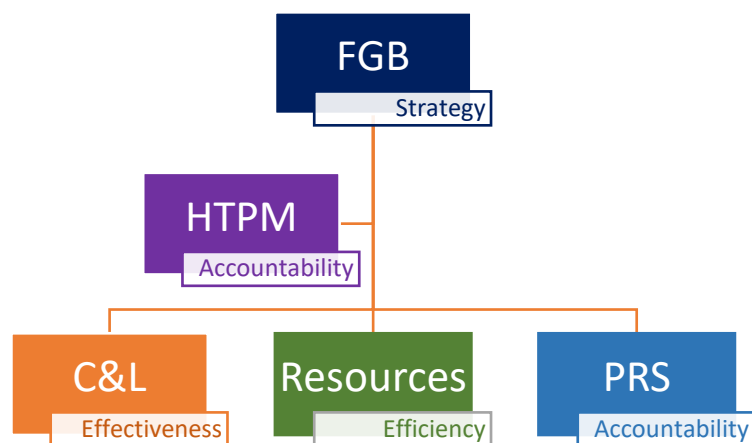 FGB
Strategy
HTPM
Accountability
C&L
Effectiveness
Resources
Efficiency
PRS
Accountability